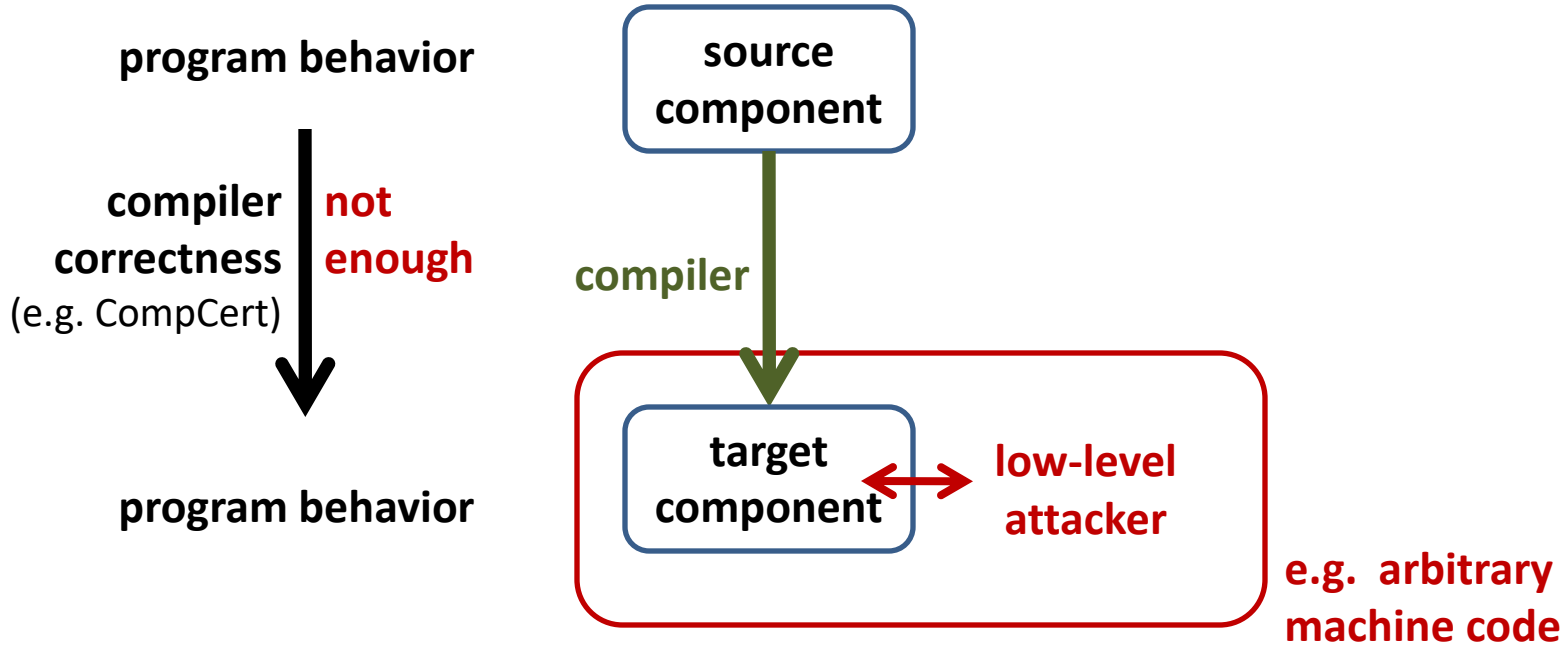 program behavior
compiler
correctness
(e.g. CompCert)
not
enough
program behavior
source
component
compiler
target
component
low-level
attacker
e.g. arbitrary
machine code